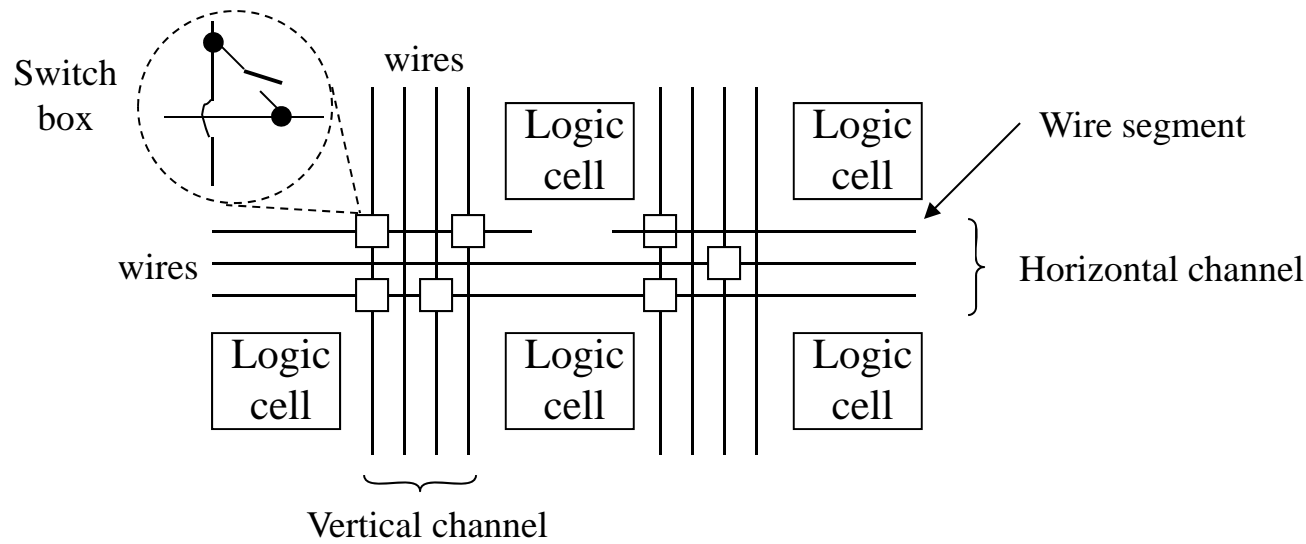 Switch
box
wires
Logic
cell
Logic
cell
Wire segment
wires
Horizontal channel
Logic
cell
Logic
cell
Logic
cell
Vertical channel